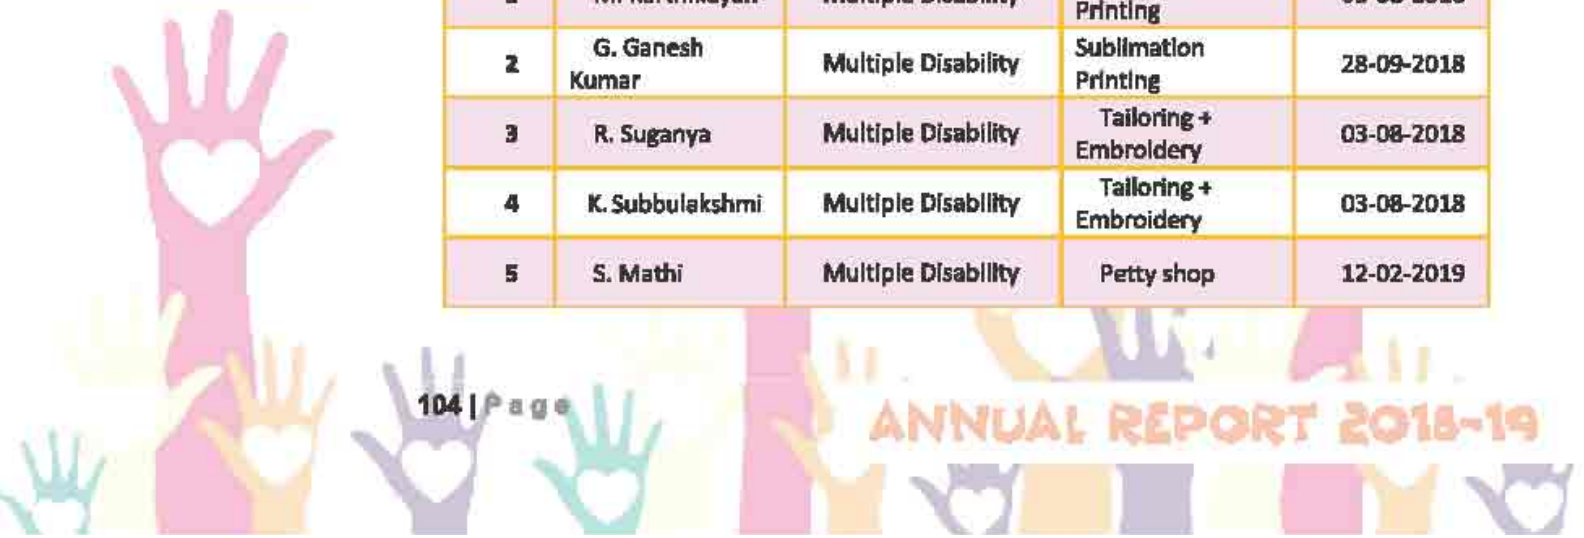 Printing
2 G. Ganesh Kumar Multiple Disability Sublimation Printing 28-09-2018
3 R. Suganya Multiple Disability Tailoring + Embroidery 03-08-2018
4 K. Subbulakshmi Multiple Disability Tailoring + Embroidery 03-08-2018
5 S. Mathi Multiple Disability Petty shop 12-02-2019
104 | Page
ANNUAL REPORT 2018-19